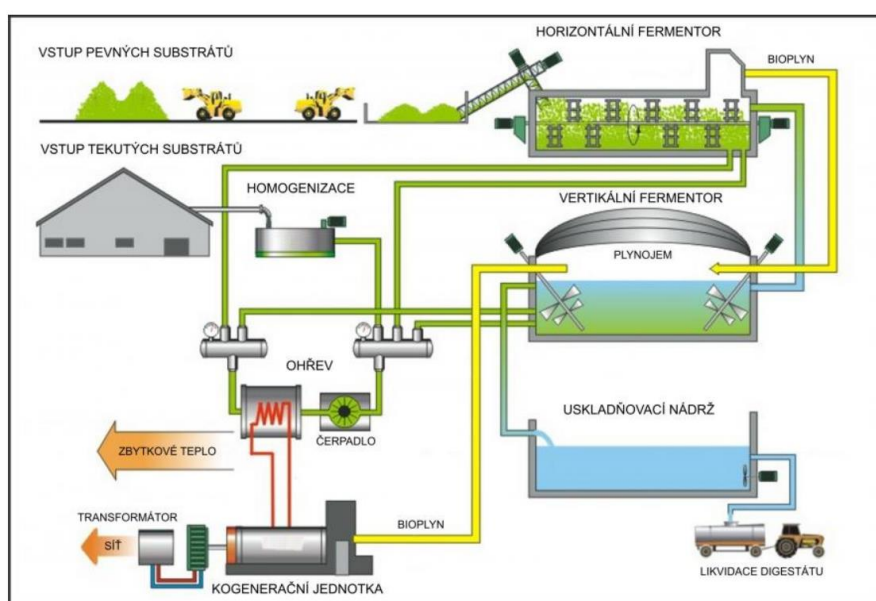 HORIZONTÁLNÍ FERMENTOR
VSTUP PEVNÝCH SUBSTRÁTŮ
BIOPLYN
VSTUP TEKUTÝCH SUBSTRÁTŮ
HOMOGENIZACE
VERTIKÁLNÍ FERMENTOR
PLYNOJEM
OHŘEV
USKLADŇOVACÍ NÁDRŽ
ČERPADLO
ZBYTKOVÉ TEPLO
TRANSFORMÁTOR
BIOPLYN
SÍŤ
LIKVIDACE DIGESTÁTU
KOGENERAČNÍ JEDNOTKA